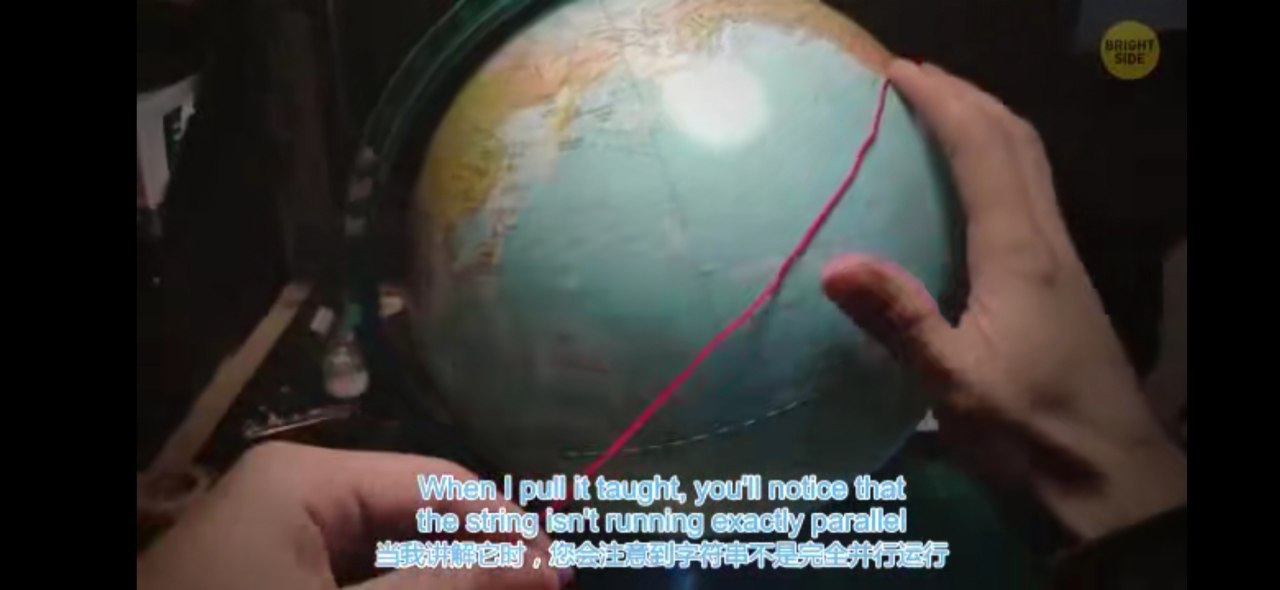 BRIGHT
SIDE
When I pull it taught, you'll notice that
the string isn't running exactly parallel
当我讲解它时，您会注意到字符串不是完全并行运行